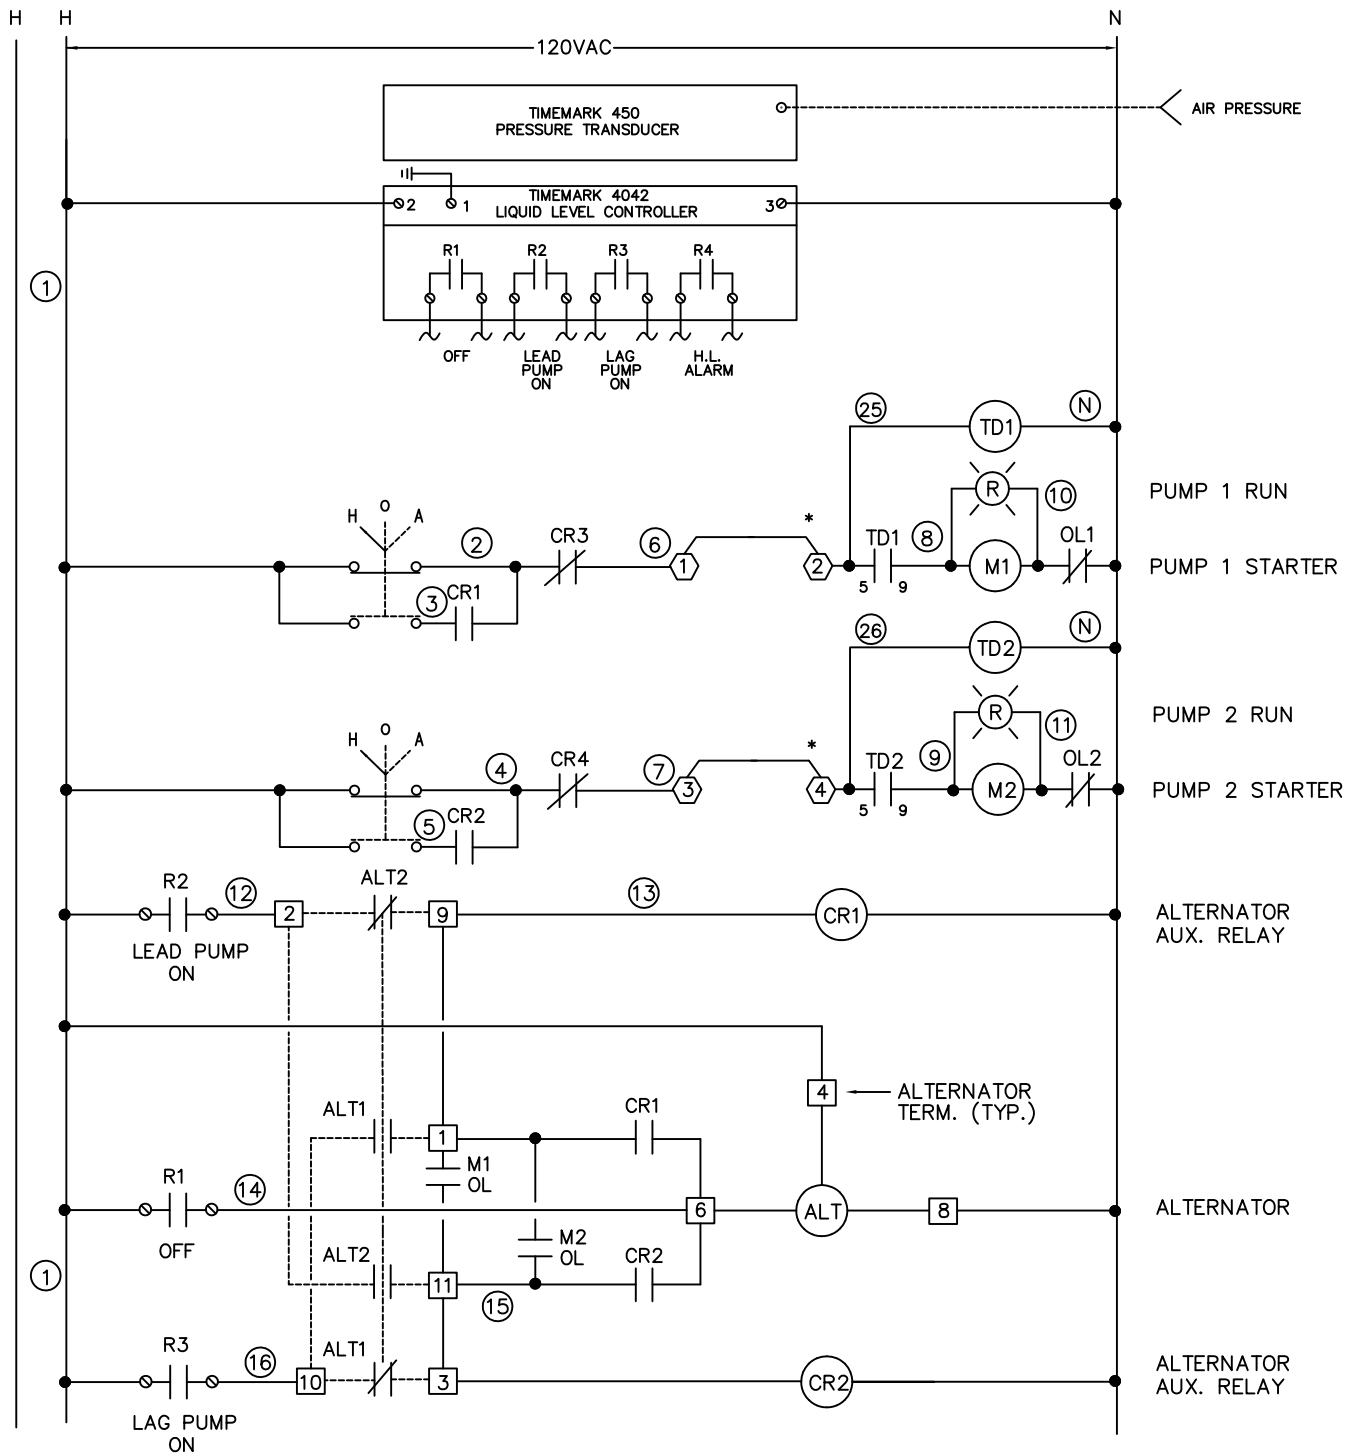 H H N
120VAC
TIMEMARK 450
PRESSURE TRANSDUCER
AIR PRESSURE
TIMEMARK 4042
LIQUID LEVEL CONTROLLER
2 1 3
R1 R2 R3 R4
1
OFF LEAD PUMP ON LAG PUMP ON H.L. ALARM
25 TD1 N
R 10 PUMP 1 RUN
H O A
2 CR3 6 * TD1 8 OL1
1 2 M1 PUMP 1 STARTER
5 9
3 CR1
26 TD2 N
R 11 PUMP 2 RUN
H O A
4 CR4 7 * TD2 9 OL2
3 4 M2 PUMP 2 STARTER
5 9
5 CR2
R2 12 ALT2 13
2 9 CR1 ALTERNATOR
AUX. RELAY
LEAD PUMP
ON
4 ALTERNATOR
TERM. (TYP.)
ALT1 CR1
1
M1
OL
R1 14
6 ALT 8 ALTERNATOR
OFF
M2
OL
ALT2 CR2
1 11
15
R3 16 ALT1
10 3 CR2 ALTERNATOR
AUX. RELAY
LAG PUMP
ON